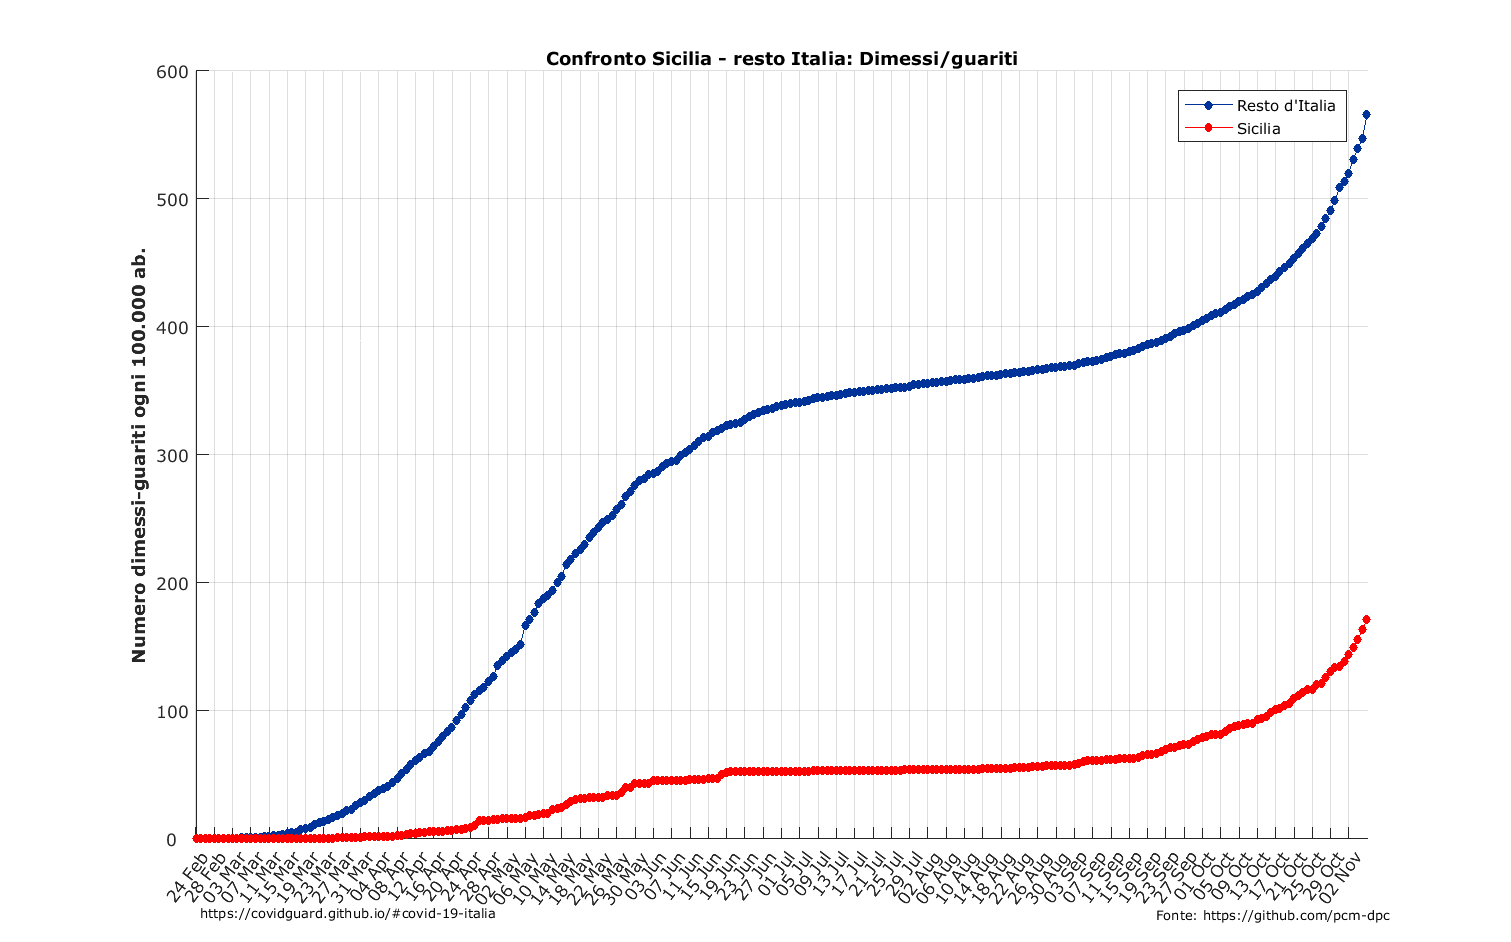 Confronto Sicilia - resto Italia: Dimessi/guariti
600
500
400
300
200
100
0
Numero dimessi-guariti ogni 100.000 ab.
Resto d'Italia
Sicilia
24 Feb
28 Feb
03 Mar
07 Mar
11 Mar
15 Mar
19 Mar
23 Mar
27 Mar
31 Mar
04 Apr
08 Apr
12 Apr
16 Apr
20 Apr
24 Apr
28 Apr
02 May
06 May
10 May
14 May
18 May
22 May
26 May
30 May
03 Jun
07 Jun
11 Jun
15 Jun
19 Jun
23 Jun
27 Jun
01 Jul
05 Jul
09 Jul
13 Jul
17 Jul
21 Jul
25 Jul
29 Jul
02 Aug
06 Aug
10 Aug
14 Aug
18 Aug
22 Aug
26 Aug
30 Aug
03 Sep
07 Sep
11 Sep
15 Sep
19 Sep
23 Sep
27 Sep
01 Oct
05 Oct
09 Oct
13 Oct
17 Oct
21 Oct
25 Oct
29 Oct
02 Nov
https://covidguard.github.io/#covid-19-italia
Fonte: https://github.com/pcm-dpc